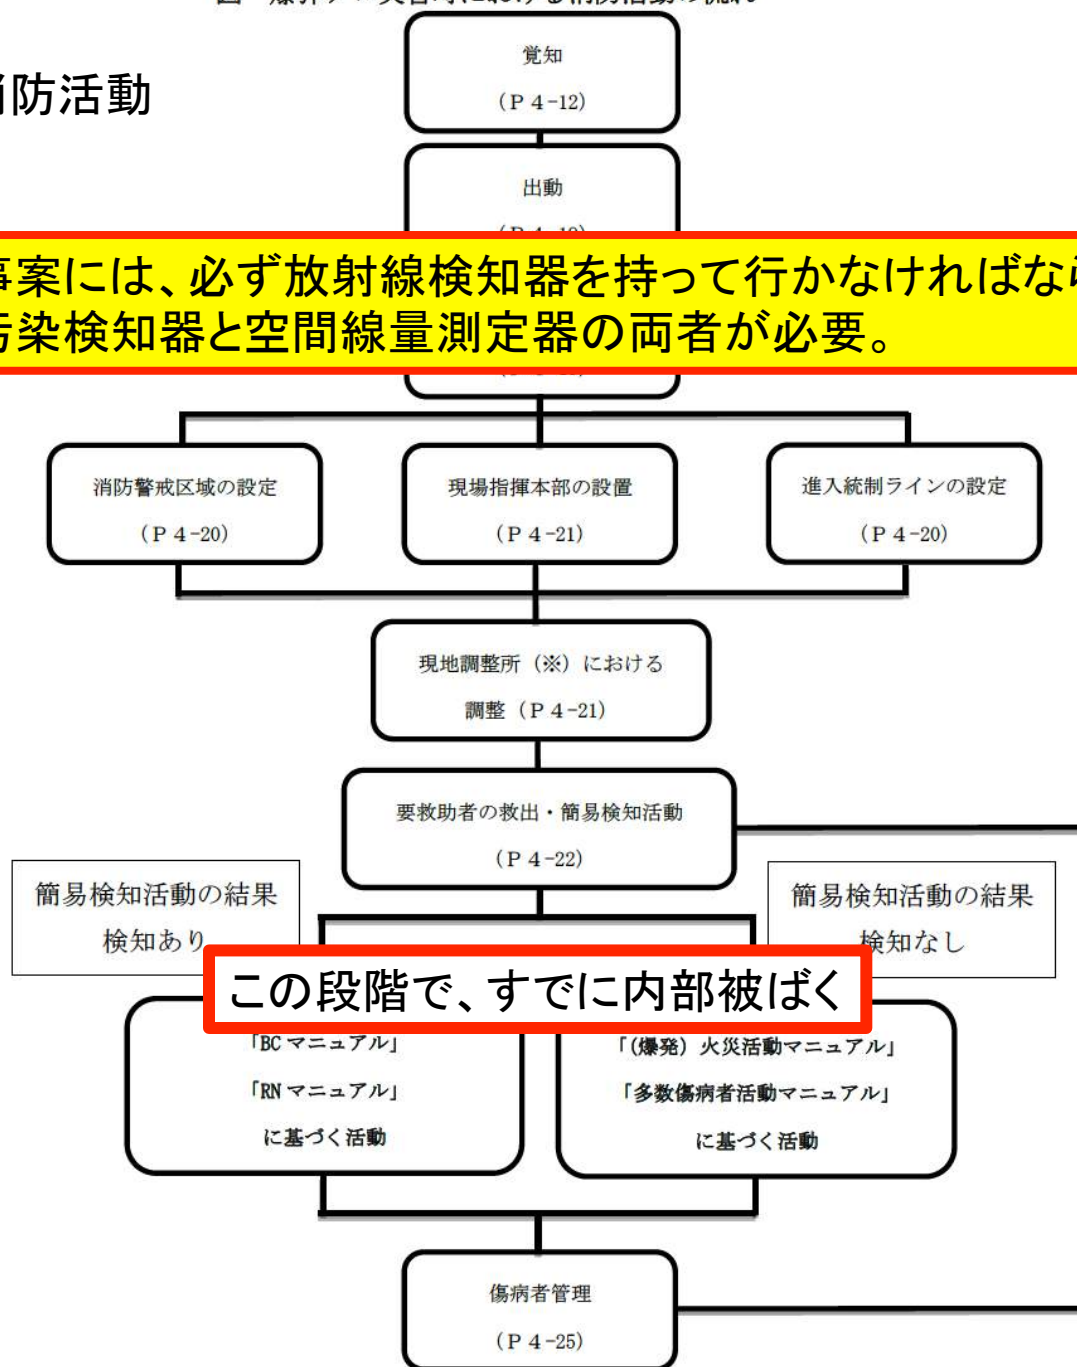 消防活動
覚知
(P 4-12)
出動
事案には、必ず放射線検知器を持って行かなければなら
汚染検知器と空間線量測定器の両者が必要。
消防警戒区域の設定
(P 4-20)
現場指揮本部の設置
(P 4-21)
進入統制ラインの設定
(P 4-20)
現地調整所(※)における
調整(P 4-21)
要救助者の救出・簡易検知活動
(P 4-22)
簡易検知活動の結果
検知あり
簡易検知活動の結果
検知なし
この段階で、すでに内部被ばく
「BCマニュアル」
「RNマニュアル」
に基づく活動
「(爆発)火災活動マニュアル」
「多数傷病者活動マニュアル」
に基づく活動
傷病者管理
(P 4-25)